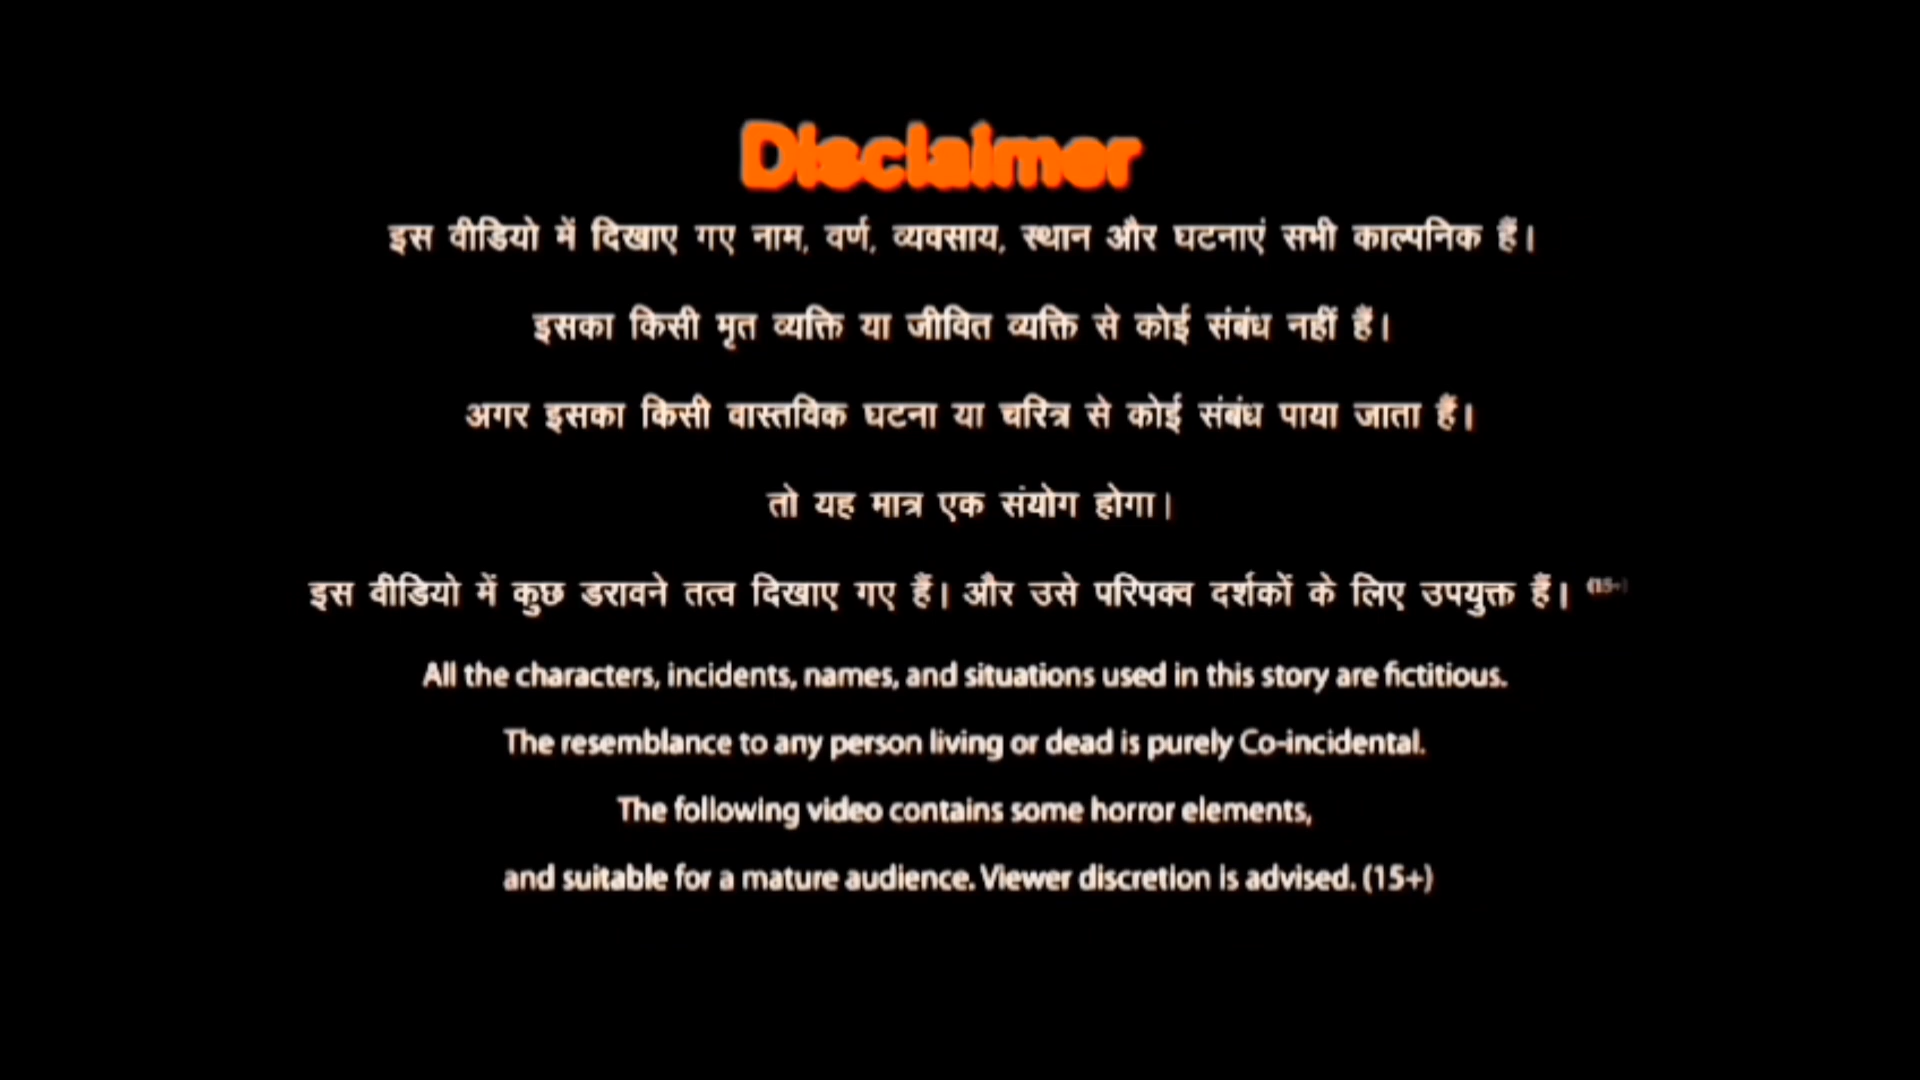 Disclaimer
इस वीडियो में दिखाए गए नाम, वर्ण, व्यवसाय, स्थान और घटनाएं सभी काल्पनिक हैं।
इसका किसी मृत व्यक्ति या जीवित व्यक्ति से कोई संबंध नहीं हैं।
अगर इसका किसी वास्तविक घटना या चरित्र से कोई संबंध पाया जाता हैं।
तो यह मात्र एक संयोग होगा।
इस वीडियो में कुछ डरावने तत्व दिखाए गए हैं। और उसे परिपक्व दर्शकों के लिए उपयुक्त हैं। (15+)
All the characters, incidents, names, and situations used in this story are fictitious.
The resemblance to any person living or dead is purely Co-incidental.
The following video contains some horror elements,
and suitable for a mature audience. Viewer discretion is advised. (15+)